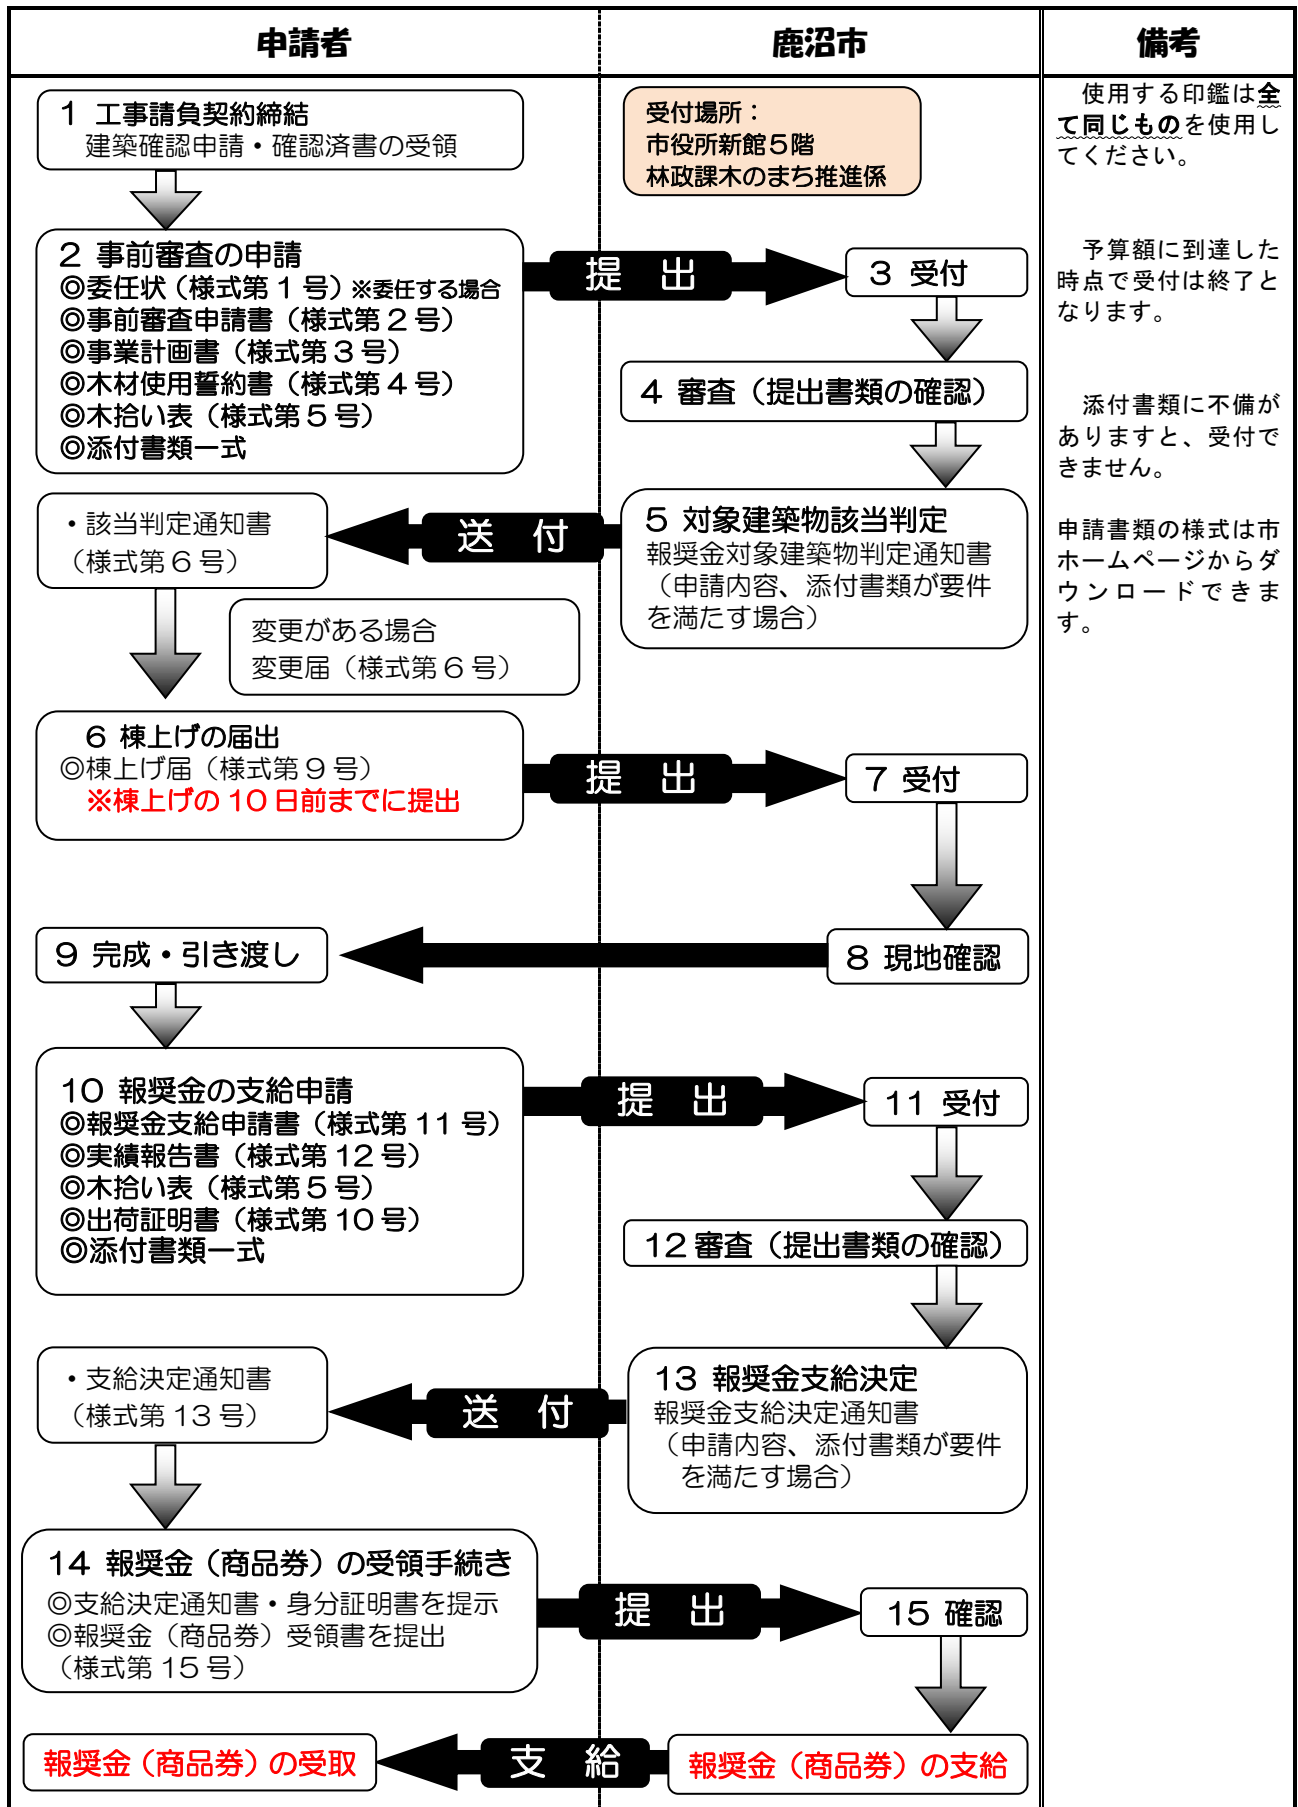 申請者
鹿沼市
備考
1 工事請負契約締結
建築確認申請・確認済書の受領
受付場所：
市役所新館5階
林政課木のまち推進係
使用する印鑑は全
て同じものを使用し
てください。
2 事前審査の申請
◎委任状（様式第1号）※委任する場合
◎事前審査申請書（様式第2号）
◎事業計画書（様式第3号）
◎木材使用誓約書（様式第4号）
◎木拾い表（様式第5号）
◎添付書類一式
提 出
3 受付
予算額に到達した
時点で受付は終了と
なります。
4 審査（提出書類の確認）
添付書類に不備が
ありますと、受付で
きません。
・該当判定通知書
（様式第6号）
送 付
5 対象建築物該当判定
報奨金対象建築物判定通知書
（申請内容、添付書類が要件
を満たす場合）
申請書類の様式は市
ホームページからダ
ウンロードできま
す。
変更がある場合
変更届（様式第6号）
6 棟上げの届出
◎棟上げ届（様式第9号）
※棟上げの10日前までに提出
提 出
7 受付
9 完成・引き渡し
8 現地確認
10 報奨金の支給申請
◎報奨金支給申請書（様式第11号）
◎実績報告書（様式第12号）
◎木拾い表（様式第5号）
◎出荷証明書（様式第10号）
◎添付書類一式
提 出
11 受付
12審査（提出書類の確認）
・支給決定通知書
（様式第13号）
送 付
13 報奨金支給決定
報奨金支給決定通知書
（申請内容、添付書類が要件
を満たす場合）
14 報奨金（商品券）の受領手続き
◎支給決定通知書・身分証明書を提示
◎報奨金（商品券）受領書を提出
（様式第15号）
提 出
15 確認
報奨金（商品券）の受取
支 給
報奨金（商品券）の支給